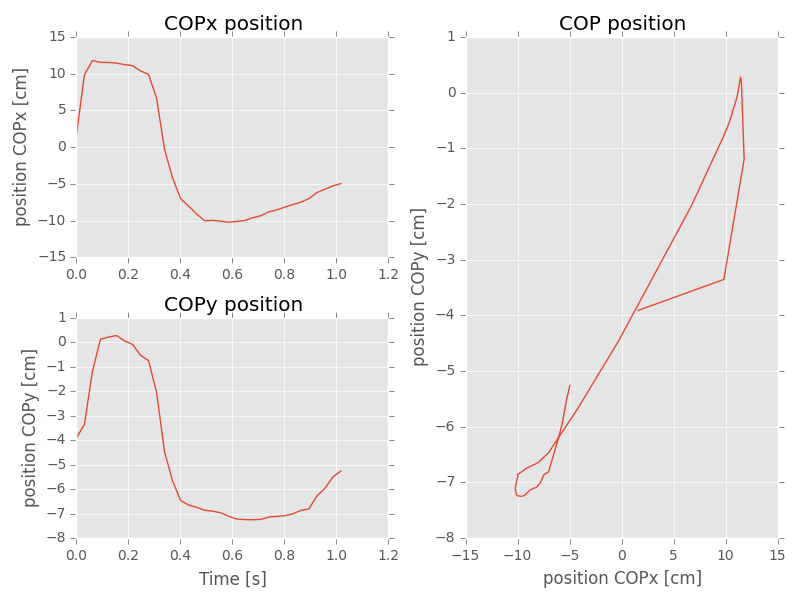 COPx position
position COPx [cm]
15
10
5
0
−5
−10
−15
0.0 0.2 0.4 0.6 0.8 1.0 1.2
COPy position
position COPy [cm]
1
0
−1
−2
−3
−4
−5
−6
−7
−8
0.0 0.2 0.4 0.6 0.8 1.0 1.2
Time [s]
COP position
position COPy [cm]
1
0
−1
−2
−3
−4
−5
−6
−7
−8
−15 −10 −5 0 5 10 15
position COPx [cm]